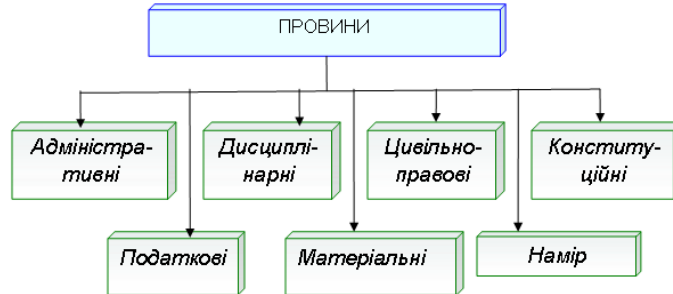 ПРОВИНИ
Адміністра-
тивні
Дисциплі-
нарні
Цивільно-
правові
Конститу-
ційні
Податкові
Матеріальні
Намір